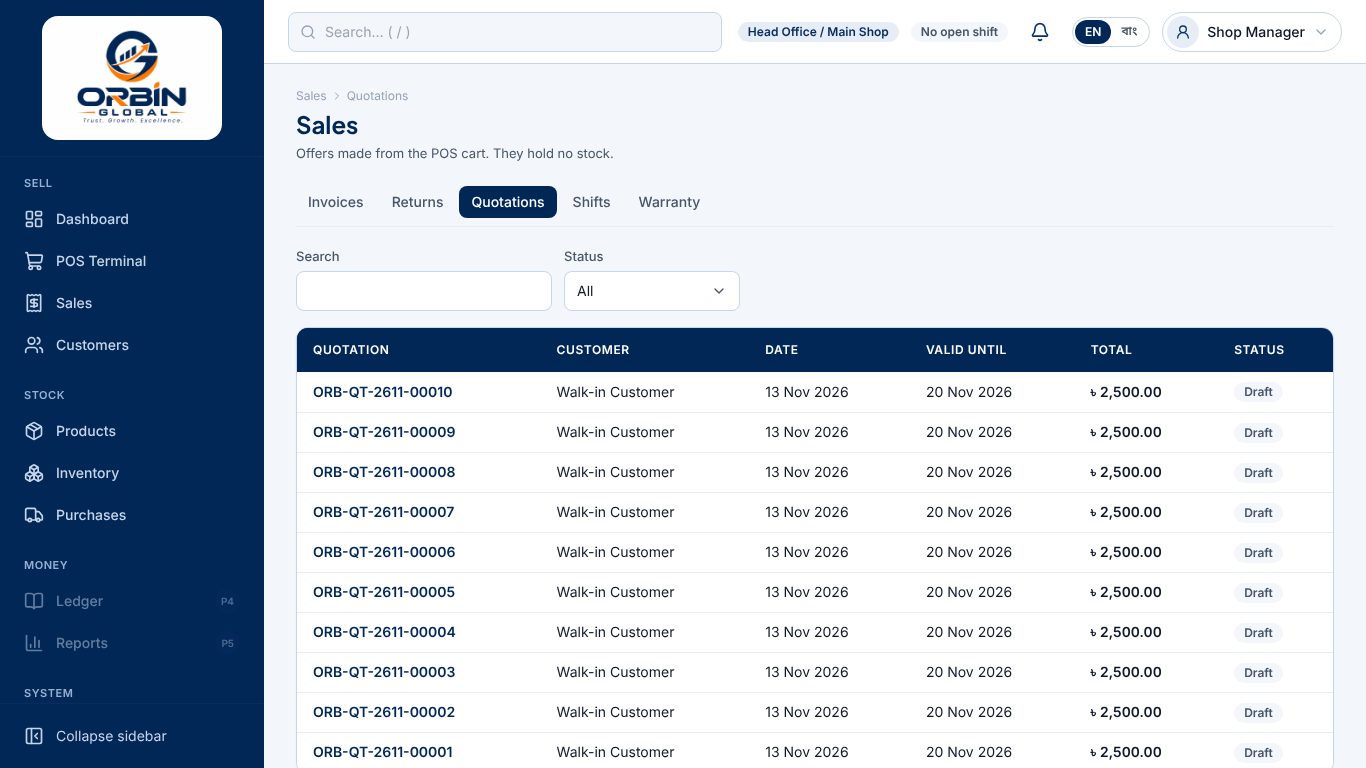 ORBIN
GLOBAL
Trust. Growth. Excellence.
SELL
Dashboard
POS Terminal
Sales
Customers
STOCK
Products
Inventory
Purchases
MONEY
Ledger P4
Reports P5
SYSTEM
Collapse sidebar
Search... ( / )
Head Office / Main Shop
No open shift
EN
বাং
Shop Manager
Sales > Quotations
Sales
Offers made from the POS cart. They hold no stock.
Invoices Returns Quotations Shifts Warranty
Search Status
All
QUOTATION CUSTOMER DATE VALID UNTIL TOTAL STATUS
ORB-QT-2611-00010 Walk-in Customer 13 Nov 2026 20 Nov 2026 ৳ 2,500.00 Draft
ORB-QT-2611-00009 Walk-in Customer 13 Nov 2026 20 Nov 2026 ৳ 2,500.00 Draft
ORB-QT-2611-00008 Walk-in Customer 13 Nov 2026 20 Nov 2026 ৳ 2,500.00 Draft
ORB-QT-2611-00007 Walk-in Customer 13 Nov 2026 20 Nov 2026 ৳ 2,500.00 Draft
ORB-QT-2611-00006 Walk-in Customer 13 Nov 2026 20 Nov 2026 ৳ 2,500.00 Draft
ORB-QT-2611-00005 Walk-in Customer 13 Nov 2026 20 Nov 2026 ৳ 2,500.00 Draft
ORB-QT-2611-00004 Walk-in Customer 13 Nov 2026 20 Nov 2026 ৳ 2,500.00 Draft
ORB-QT-2611-00003 Walk-in Customer 13 Nov 2026 20 Nov 2026 ৳ 2,500.00 Draft
ORB-QT-2611-00002 Walk-in Customer 13 Nov 2026 20 Nov 2026 ৳ 2,500.00 Draft
ORB-QT-2611-00001 Walk-in Customer 13 Nov 2026 20 Nov 2026 ৳ 2,500.00 Draft